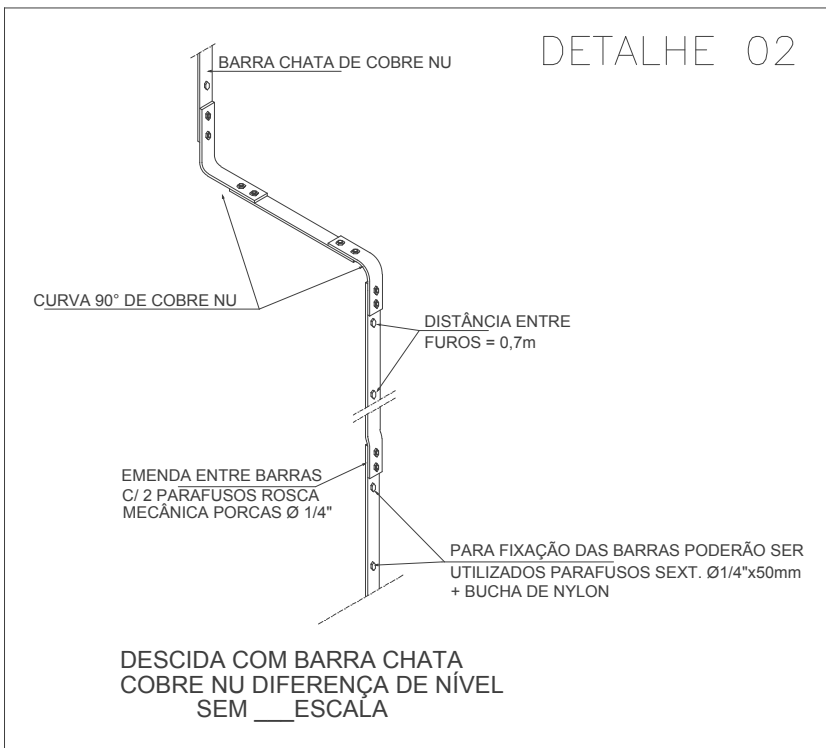 DETALHE 02
BARRA CHATA DE COBRE NU
CURVA 90° DE COBRE NU
DISTÂNCIA ENTRE
FUROS = 0,7m
EMENDA ENTRE BARRAS
C/ 2 PARAFUSOS ROSCA
MECÂNICA PORCAS Ø 1/4"
PARA FIXAÇÃO DAS BARRAS PODERÃO SER
UTILIZADOS PARAFUSOS SEXT. Ø1/4"x50mm
+ BUCHA DE NYLON
DESCIDA COM BARRA CHATA
COBRE NU DIFERENÇA DE NÍVEL
SEM ___ESCALA